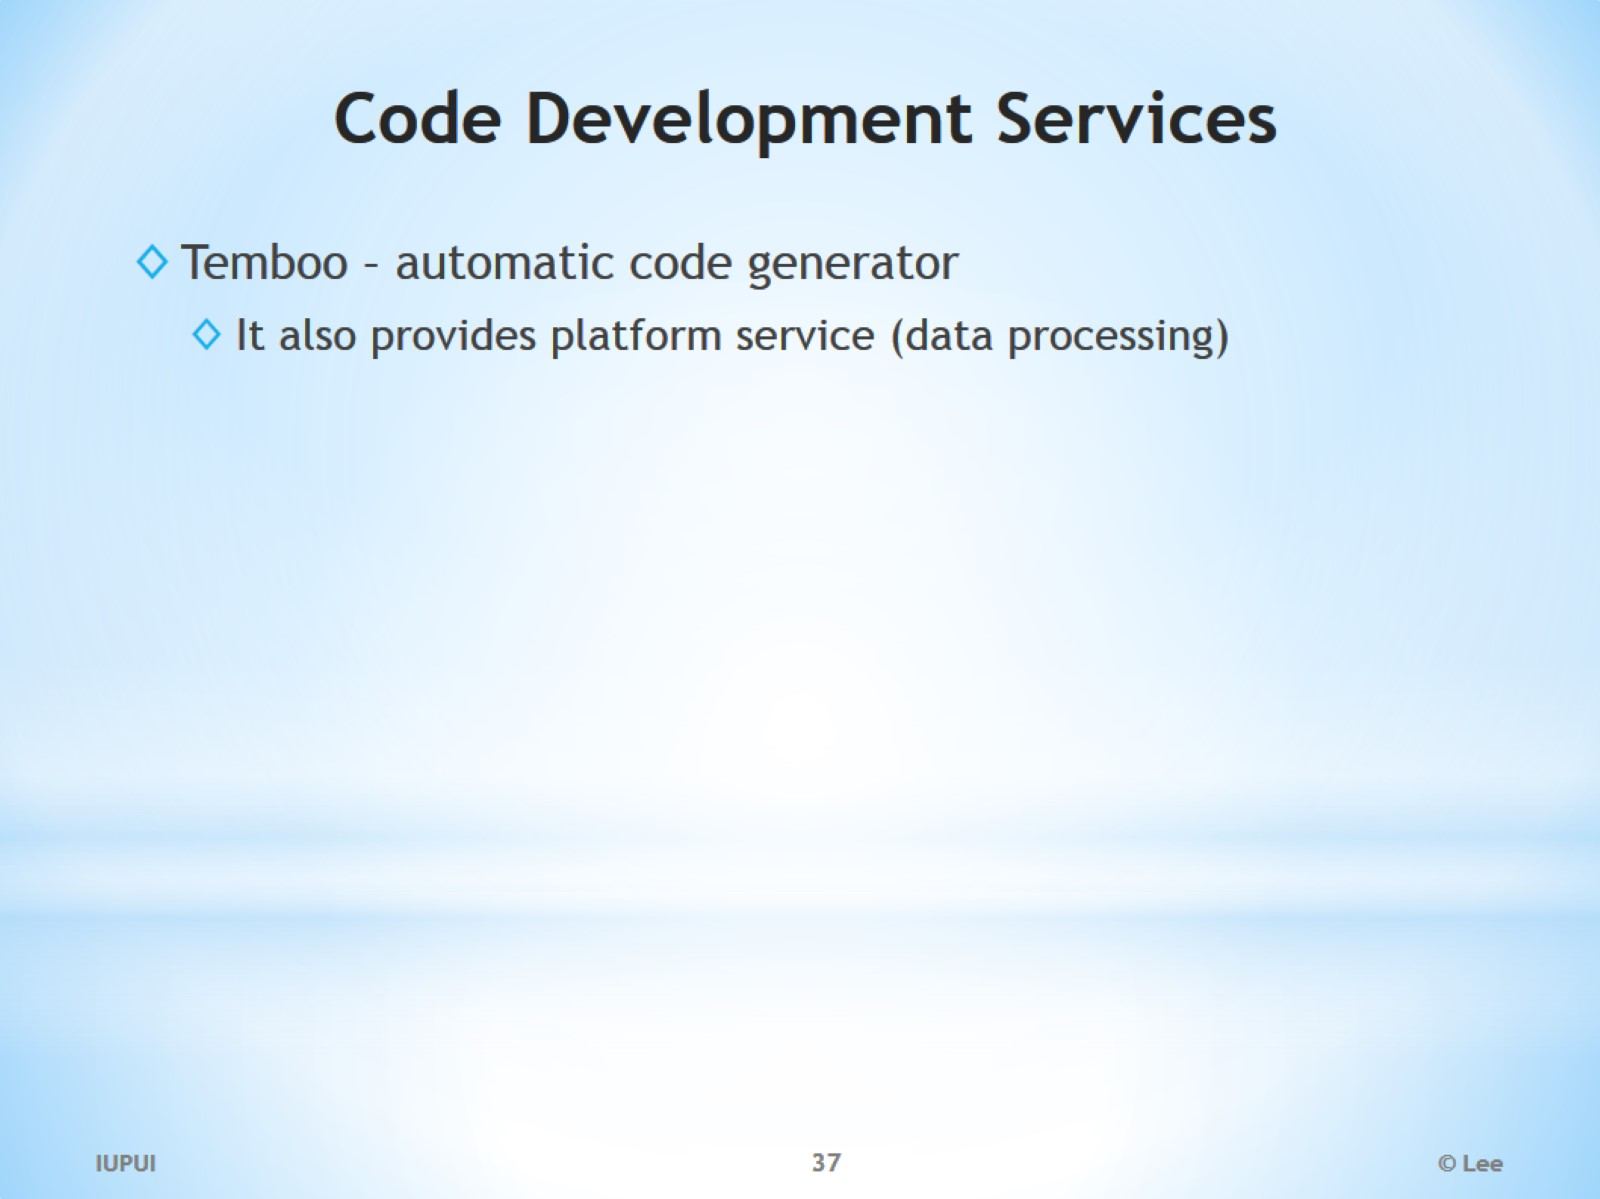 Code Development Services
◇ Temboo - automatic code generator
◇ It also provides platform service (data processing)
IUPUI
37
© Lee